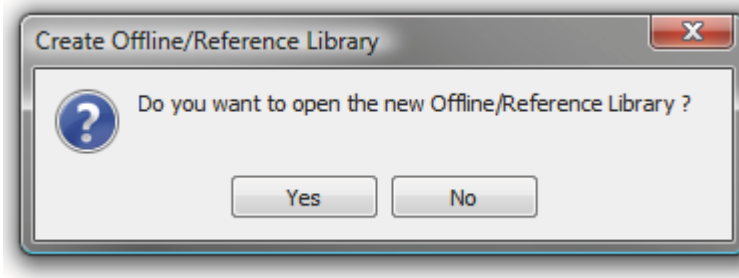 Create Offline/Reference Library
Do you want to open the new Offline/Reference Library ?
Yes
No